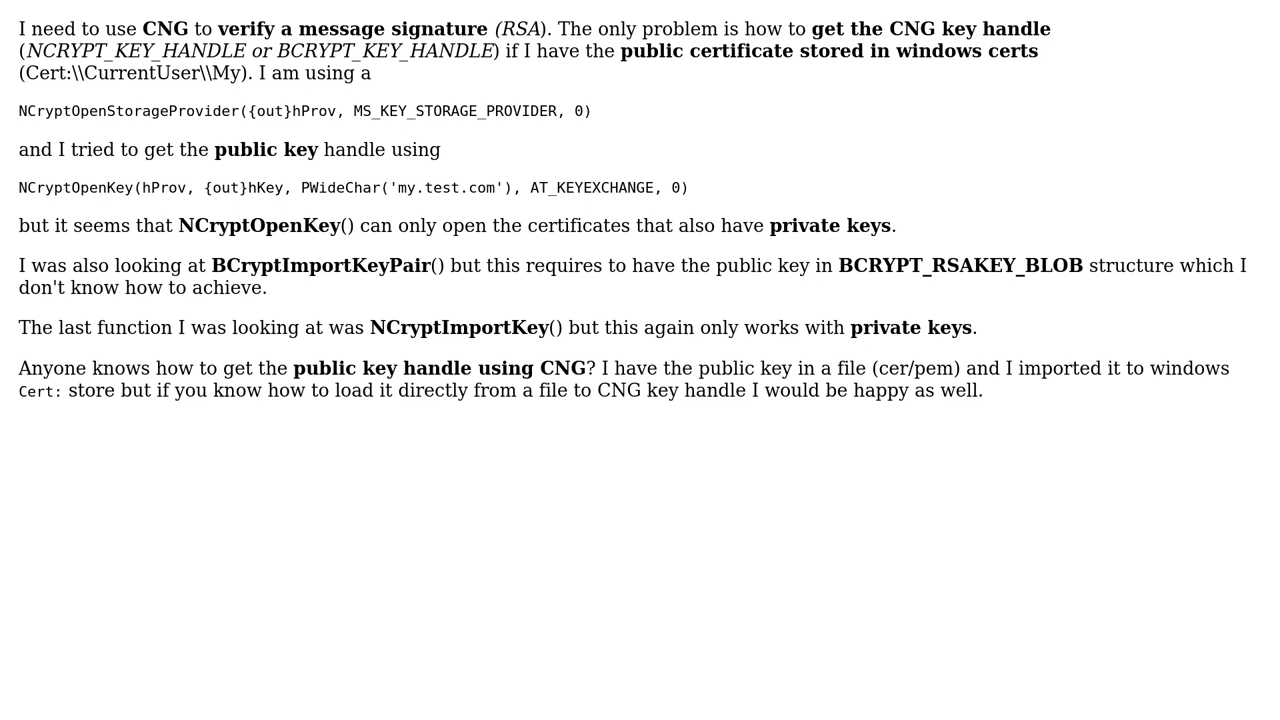 I need to use CNG to verify a message signature (RSA). The only problem is how to get the CNG key handle
(NCRYPT_KEY_HANDLE or BCRYPT_KEY_HANDLE) if I have the public certificate stored in windows certs
(Cert:\\CurrentUser\\My). I am using a
NCryptOpenStorageProvider({out}hProv, MS_KEY_STORAGE_PROVIDER, 0)
and I tried to get the public key handle using
NCryptOpenKey(hProv, {out}hKey, PWideChar('my.test.com'), AT_KEYEXCHANGE, 0)
but it seems that NCryptOpenKey() can only open the certificates that also have private keys.
I was also looking at BCryptImportKeyPair() but this requires to have the public key in BCRYPT_RSAKEY_BLOB structure which I
don't know how to achieve.
The last function I was looking at was NCryptImportKey() but this again only works with private keys.
Anyone knows how to get the public key handle using CNG? I have the public key in a file (cer/pem) and I imported it to windows
Cert: store but if you know how to load it directly from a file to CNG key handle I would be happy as well.